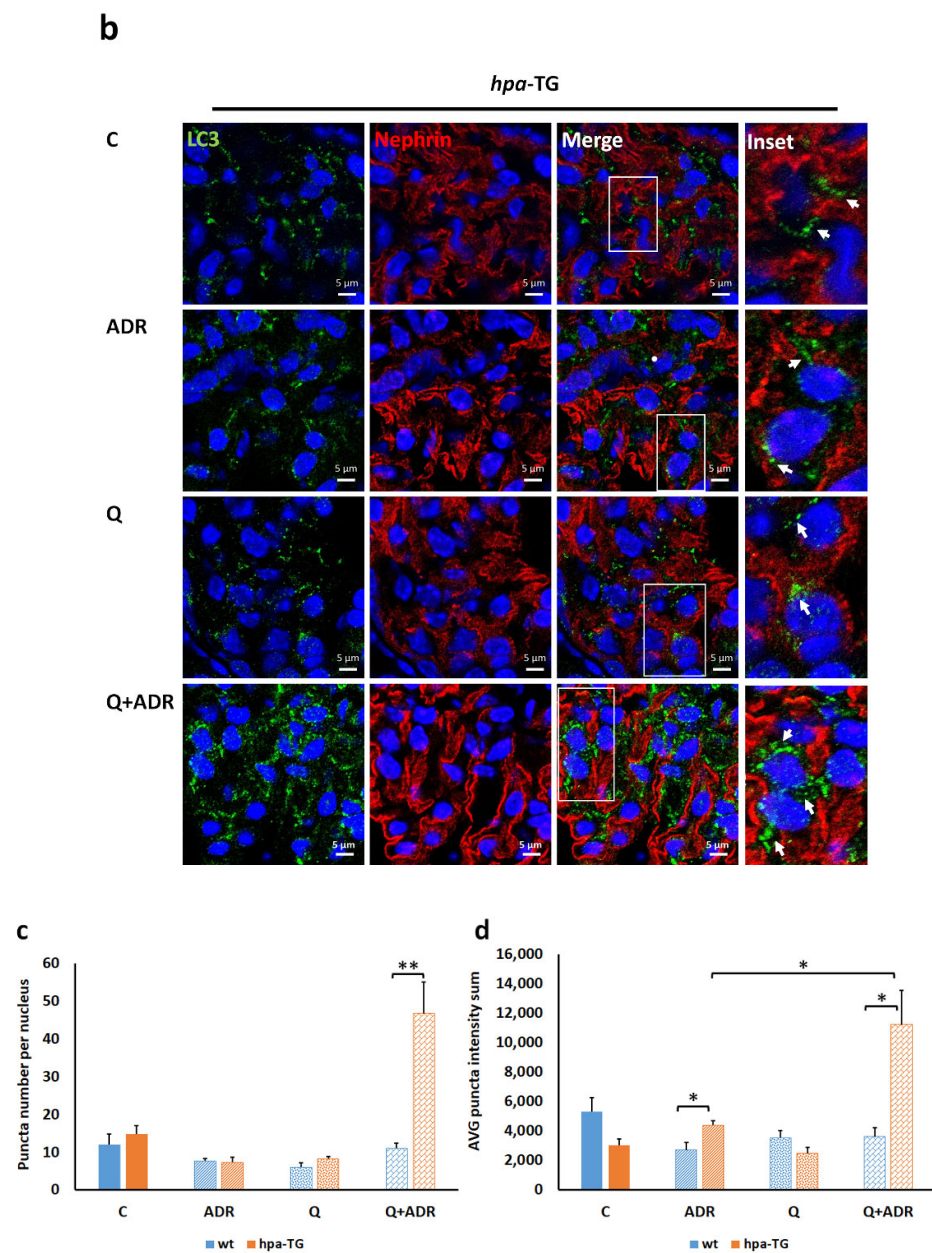 b
hpa-TG
C
LC3
Nephrin
Merge
Inset
5 µm
5 µm
5 µm
ADR
5 µm
5 µm
5 µm
Q
5 µm
5 µm
5 µm
Q+ADR
5 µm
5 µm
5 µm
c
Puncta number per nucleus
60
50
40
30
20
10
0
**
C
ADR
Q
Q+ADR
wt
hpa-TG
d
AVG puncta intensity sum
16,000
14,000
12,000
10,000
8,000
6,000
4,000
2,000
0
*
*
*
C
ADR
Q
Q+ADR
wt
hpa-TG